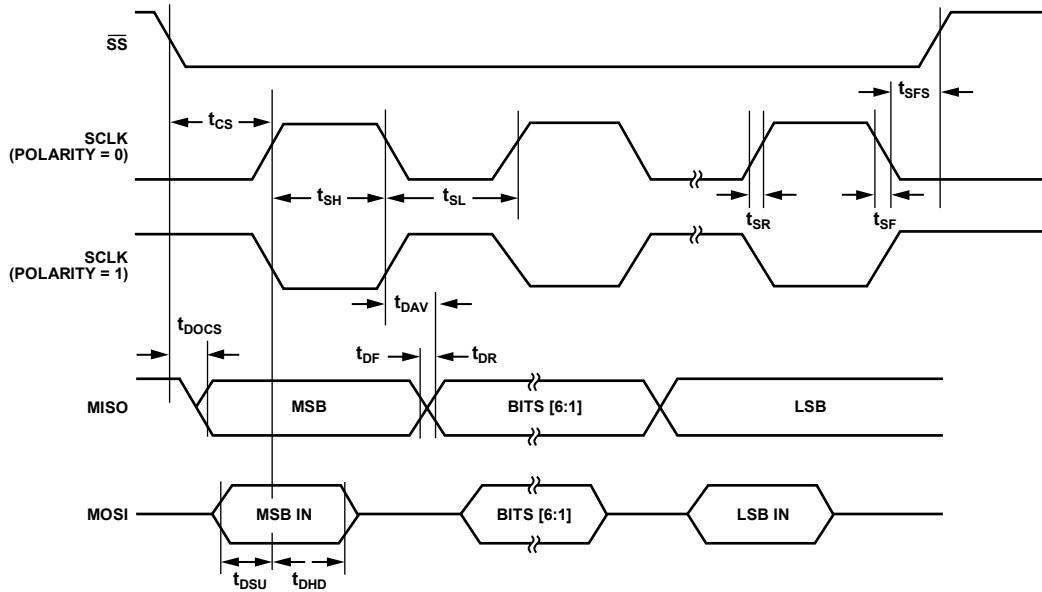 SS
tSFS
tCS
SCLK
(POLARITY = 0)
tSH
tSL
tSR
tSF
SCLK
(POLARITY = 1)
tDAV
tDOCS
tDF
tDR
MISO
MSB
BITS [6:1]
LSB
MOSI
MSB IN
BITS [6:1]
LSB IN
tDSU
tDHD